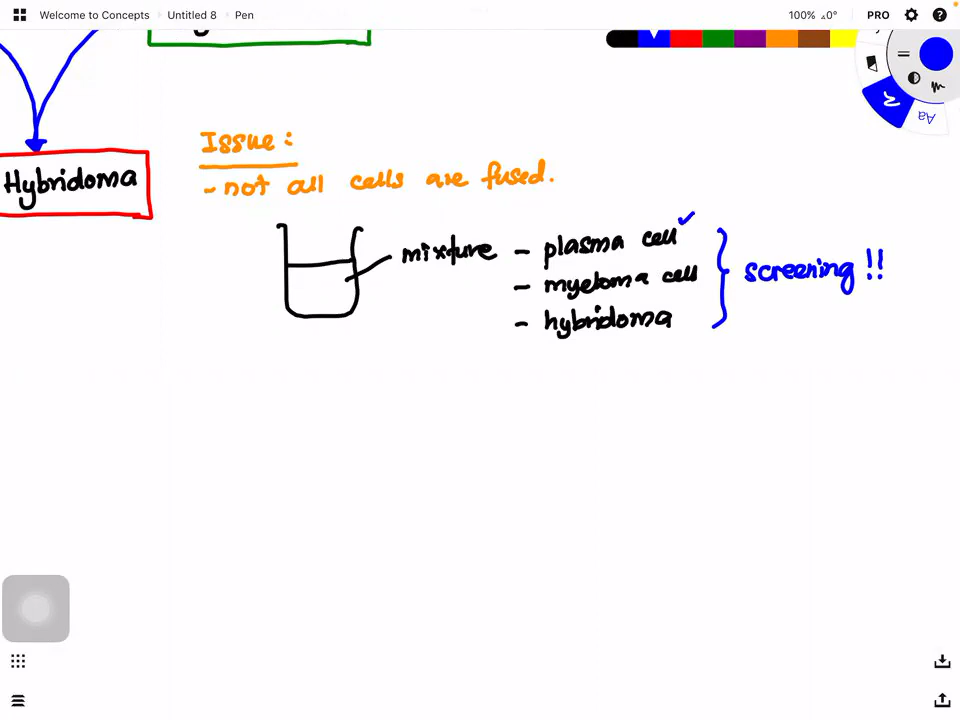 Welcome to Concepts › Untitled 8 › Pen
100% 0° PRO
Aa
Issue:
- not all cells are fused.
Hybridoma
mixture - plasma cell ✓
- myeloma cell
- hybridoma
screening !!